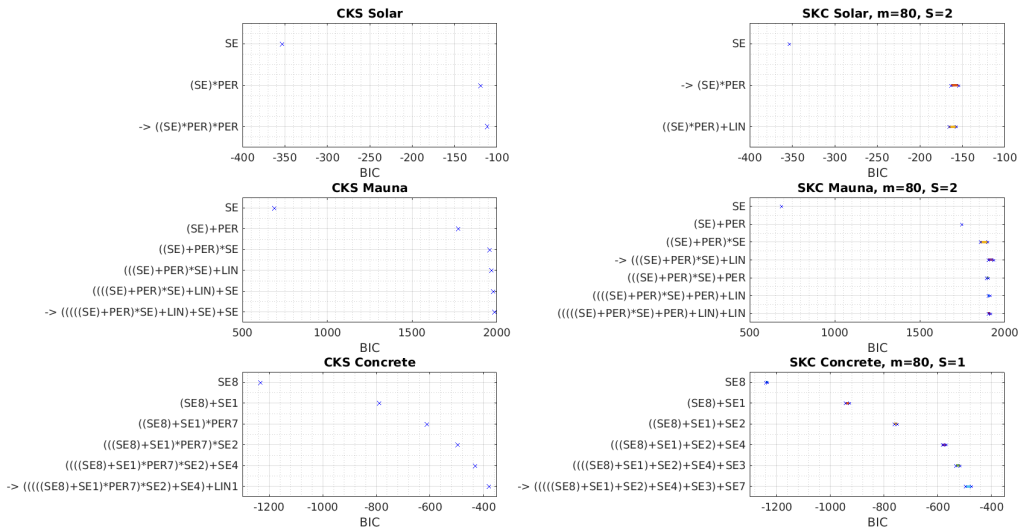 CKS Solar
SE
(SE)*PER
-> ((SE)*PER)*PER
-400 -350 -300 -250 -200 -150 -100
BIC
SKC Solar, m=80, S=2
SE
-> (SE)*PER
((SE)*PER)+LIN
-400 -350 -300 -250 -200 -150 -100
BIC
CKS Mauna
SE
(SE)+PER
((SE)+PER)*SE
(((SE)+PER)*SE)+LIN
((((SE)+PER)*SE)+LIN)+SE
-> (((((SE)+PER)*SE)+LIN)+SE)+SE
500 1000 1500 2000
BIC
SKC Mauna, m=80, S=2
SE
(SE)+PER
((SE)+PER)*SE
-> (((SE)+PER)*SE)+LIN
(((SE)+PER)*SE)+PER
((((SE)+PER)*SE)+PER)+LIN
(((((SE)+PER)*SE)+PER)+LIN)+LIN
500 1000 1500 2000
BIC
CKS Concrete
SE8
(SE8)+SE1
((SE8)+SE1)*PER7
(((SE8)+SE1)*PER7)*SE2
((((SE8)+SE1)*PER7)*SE2)+SE4
-> (((((SE8)+SE1)*PER7)*SE2)+SE4)+LIN1
-1200 -1000 -800 -600 -400
BIC
SKC Concrete, m=80, S=1
SE8
(SE8)+SE1
((SE8)+SE1)+SE2
(((SE8)+SE1)+SE2)+SE4
((((SE8)+SE1)+SE2)+SE4)+SE3
-> (((((SE8)+SE1)+SE2)+SE4)+SE3)+SE7
-1200 -1000 -800 -600 -400
BIC